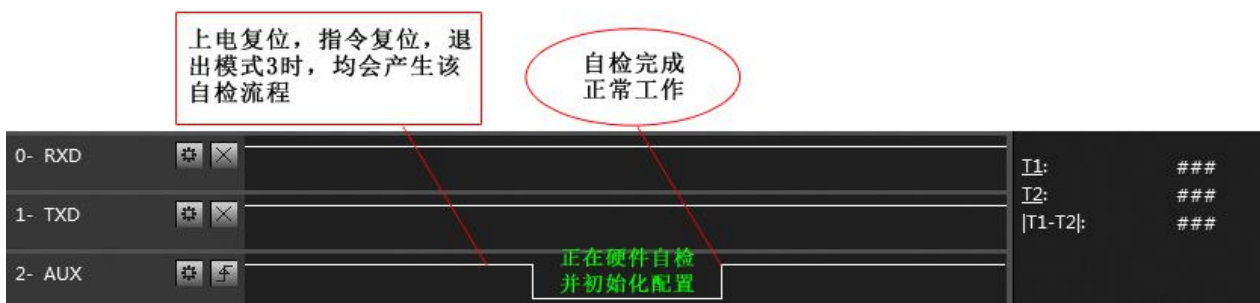 上电复位，指令复位，退
出模式3时，均会产生该
自检流程
自检完成
正常工作
0- RXD
T1: ###
T2: ###
1- TXD
|T1-T2|: ###
正在硬件自检
2- AUX
并初始化配置